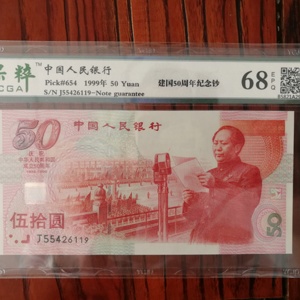 粹
CGA
中国人民银行
Pick#654 1999年 50 Yuan
S/N J55426119-Note guarantee
建国50周年纪念钞
68
EPQ
中国人民银行
50
伍拾圆
J55426119
50